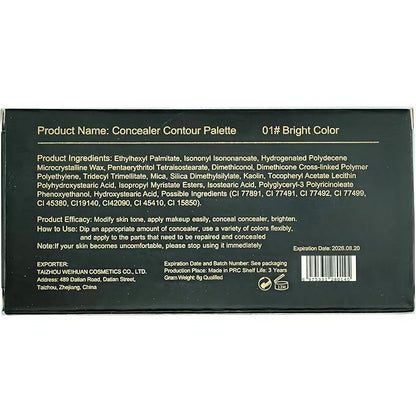 Product Name: Concealer Contour Palette 01# Bright Color
Product Ingredients: Ethylhexyl Palmitate, Isononyl Isononanoate, Hydrogenated Polydecene
Microcrystalline Wax, Pentaerythritol Tetraisostearate, Dimethiconol, Dimethicone Cross-linked Polymer
Polyethylene, Tridecyl Trimellitate, Mica, Silica Dimethylsilylate, Kaolin, Tocopheryl Acetate Lecithin
Polyhydroxystearic Acid, Isopropyl Myristate Esters, Isostearic Acid, Polyglyceryl-3 Polyricinoleate
Phenoxyethanol, Hydroxystearic Acid, Fragrance (CI 77891, CI 77491, CI 77492, CI 77499,
CI 45380, CI19140, CI42090, CI 45410, CI 15850).
Product Efficacy: Modify skin tone, apply makeup easily, conceal concealer, brighten.
How to Use: Dip an appropriate amount of concealer, use a variety of colors flexibly,
and apply to the parts that need to be repaired and concealed
Note:If your skin becomes uncomfortable, please stop using it immediately
Expiration Date: 2026.06.20
EXPORTER:
TAIZHOU WEIHUAN COSMETICS CO., LTD.
Address: 489 Datian Road, Datian Street,
Taizhou, Zhejiang, China
Expiration Date and Batch Number: See packaging
Production Place: Made in PRC Shelf Life: 3 Years
Gram Weight: 8g Qualified